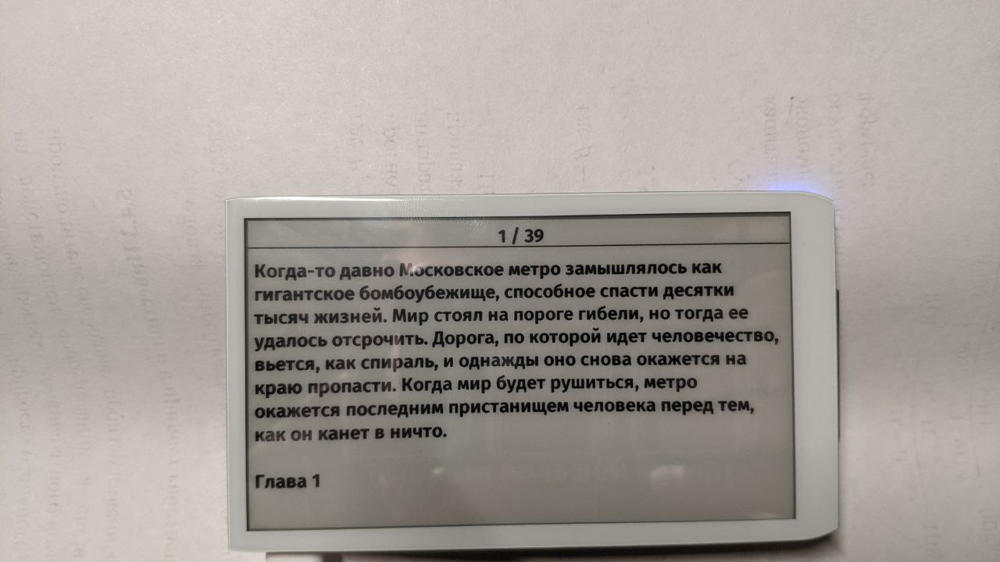 1 / 39
Когда-то давно Московское метро замышлялось как
гигантское бомбоубежище, способное спасти десятки
тысяч жизней. Мир стоял на пороге гибели, но тогда ее
удалось отсрочить. Дорога, по которой идет человечество,
вьется, как спираль, и однажды оно снова окажется на
краю пропасти. Когда мир будет рушиться, метро
окажется последним пристанищем человека перед тем,
как он канет в ничто.
Глава 1